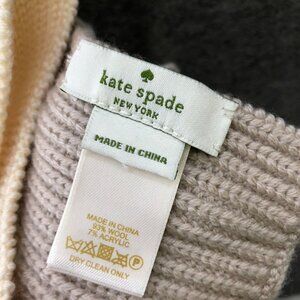 kate spade
NEW YORK
MADE IN CHINA
MADE IN CHINA
93% WOOL
7% ACRYLIC
P
DRY CLEAN ONLY